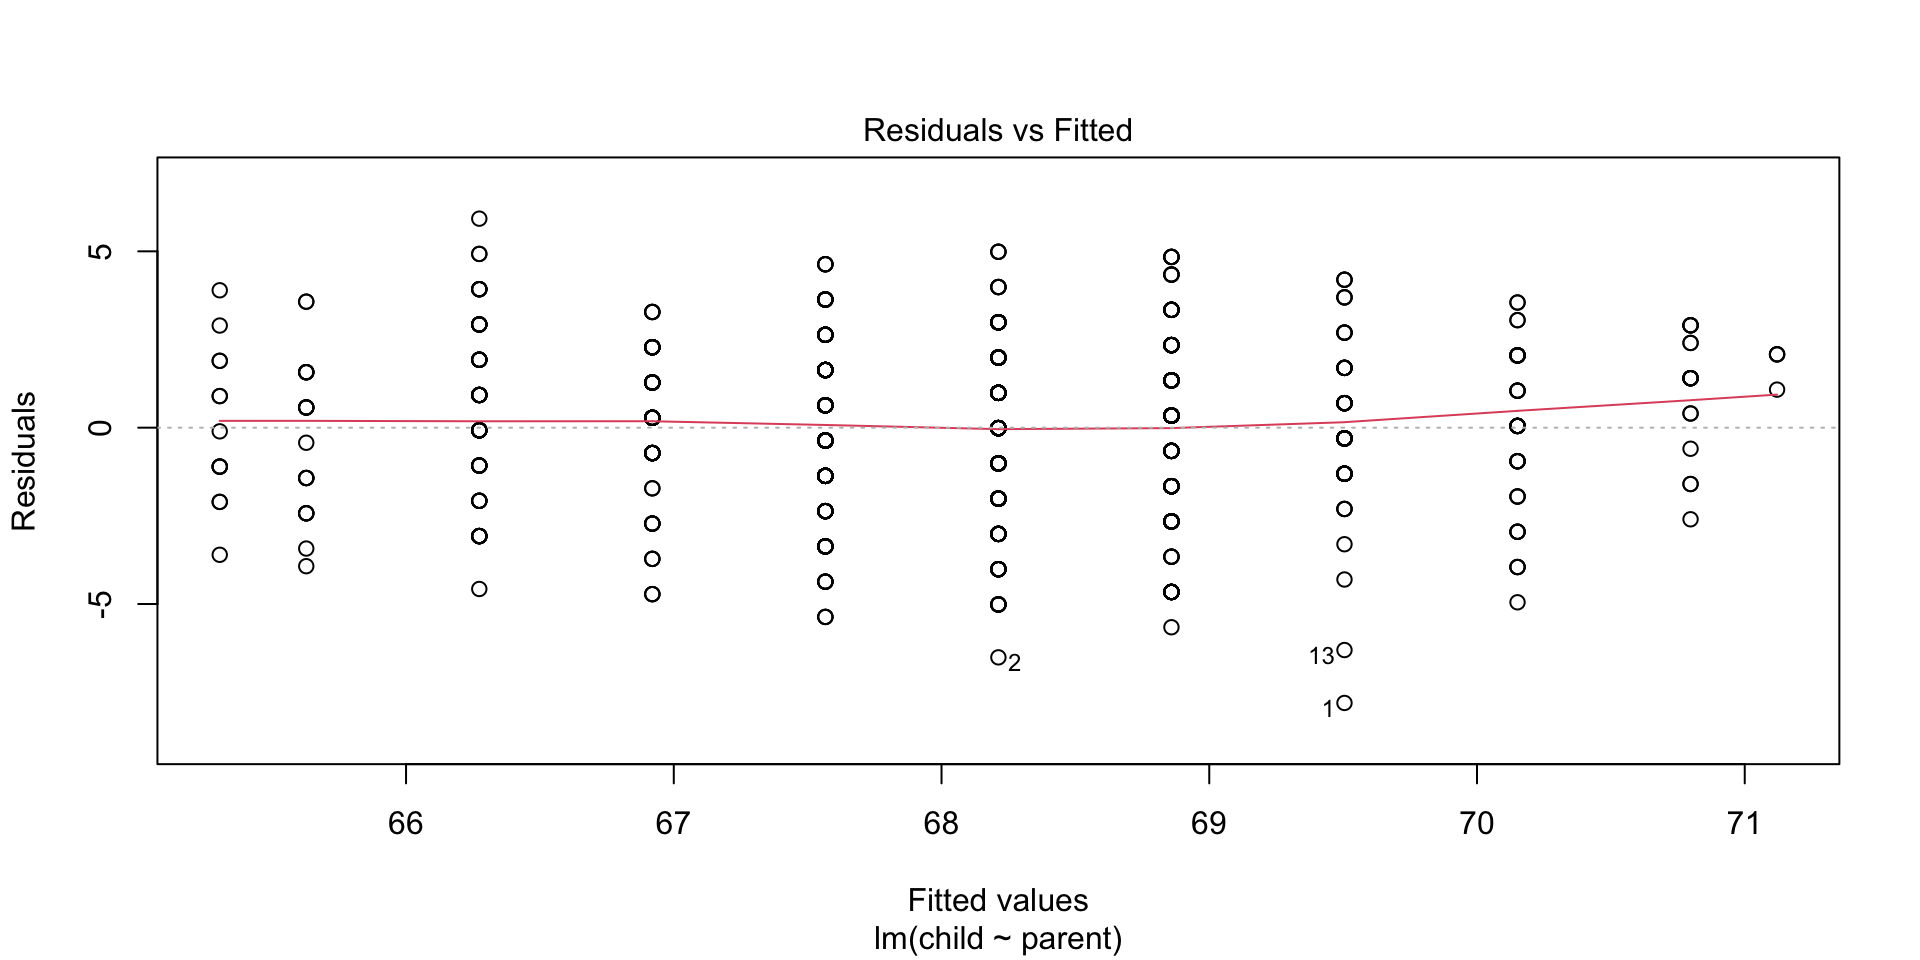 Residuals vs Fitted
Residuals
5
0
-5
2
13
1
66 67 68 69 70 71
Fitted values
lm(child ~ parent)